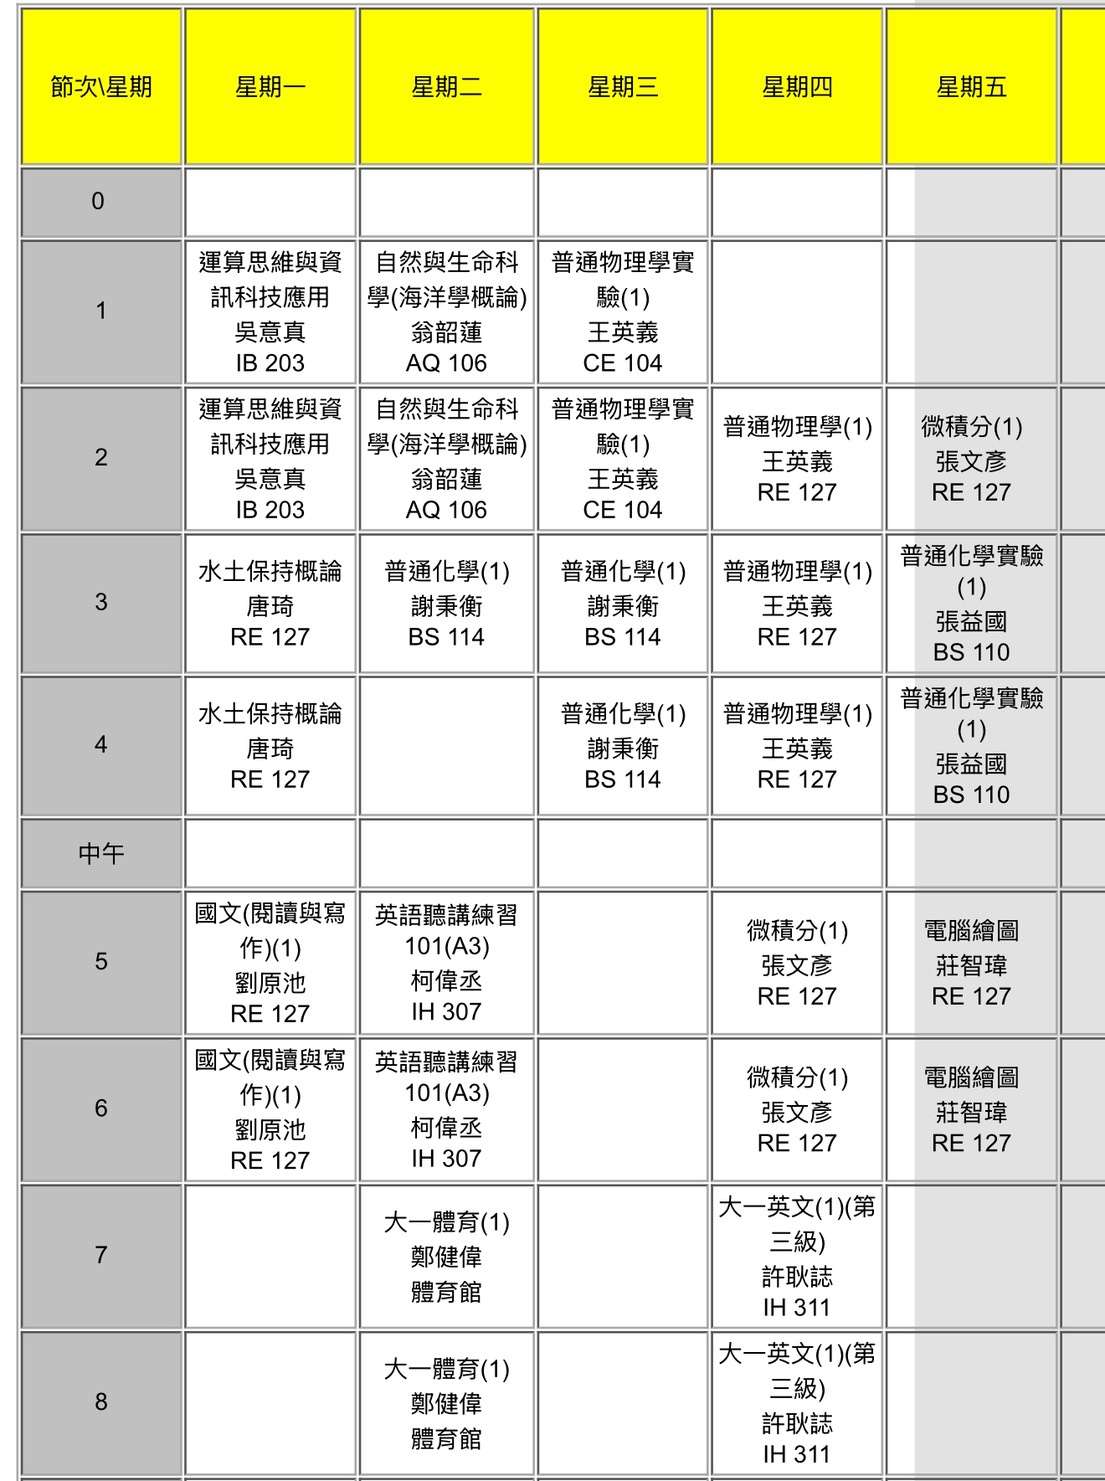 節次\星期 星期一 星期二 星期三 星期四 星期五
0
1
運算思維與資
訊科技應用
吳意真
IB 203
自然與生命科
學(海洋學概論)
翁韶蓮
AQ 106
普通物理學實
驗(1)
王英義
CE 104
2
運算思維與資
訊科技應用
吳意真
IB 203
自然與生命科
學(海洋學概論)
翁韶蓮
AQ 106
普通物理學實
驗(1)
王英義
CE 104
普通物理學(1)
王英義
RE 127
微積分(1)
張文彥
RE 127
3
水土保持概論
唐琦
RE 127
普通化學(1)
謝秉衡
BS 114
普通化學(1)
謝秉衡
BS 114
普通物理學(1)
王英義
RE 127
普通化學實驗
(1)
張益國
BS 110
4
水土保持概論
唐琦
RE 127
普通化學(1)
謝秉衡
BS 114
普通物理學(1)
王英義
RE 127
普通化學實驗
(1)
張益國
BS 110
中午
5
國文(閱讀與寫
作)(1)
劉原池
RE 127
英語聽講練習
101(A3)
柯偉丞
IH 307
微積分(1)
張文彥
RE 127
電腦繪圖
莊智瑋
RE 127
6
國文(閱讀與寫
作)(1)
劉原池
RE 127
英語聽講練習
101(A3)
柯偉丞
IH 307
微積分(1)
張文彥
RE 127
電腦繪圖
莊智瑋
RE 127
7
大一體育(1)
鄭健偉
體育館
大一英文(1)(第
三級)
許耿誌
IH 311
8
大一體育(1)
鄭健偉
體育館
大一英文(1)(第
三級)
許耿誌
IH 311